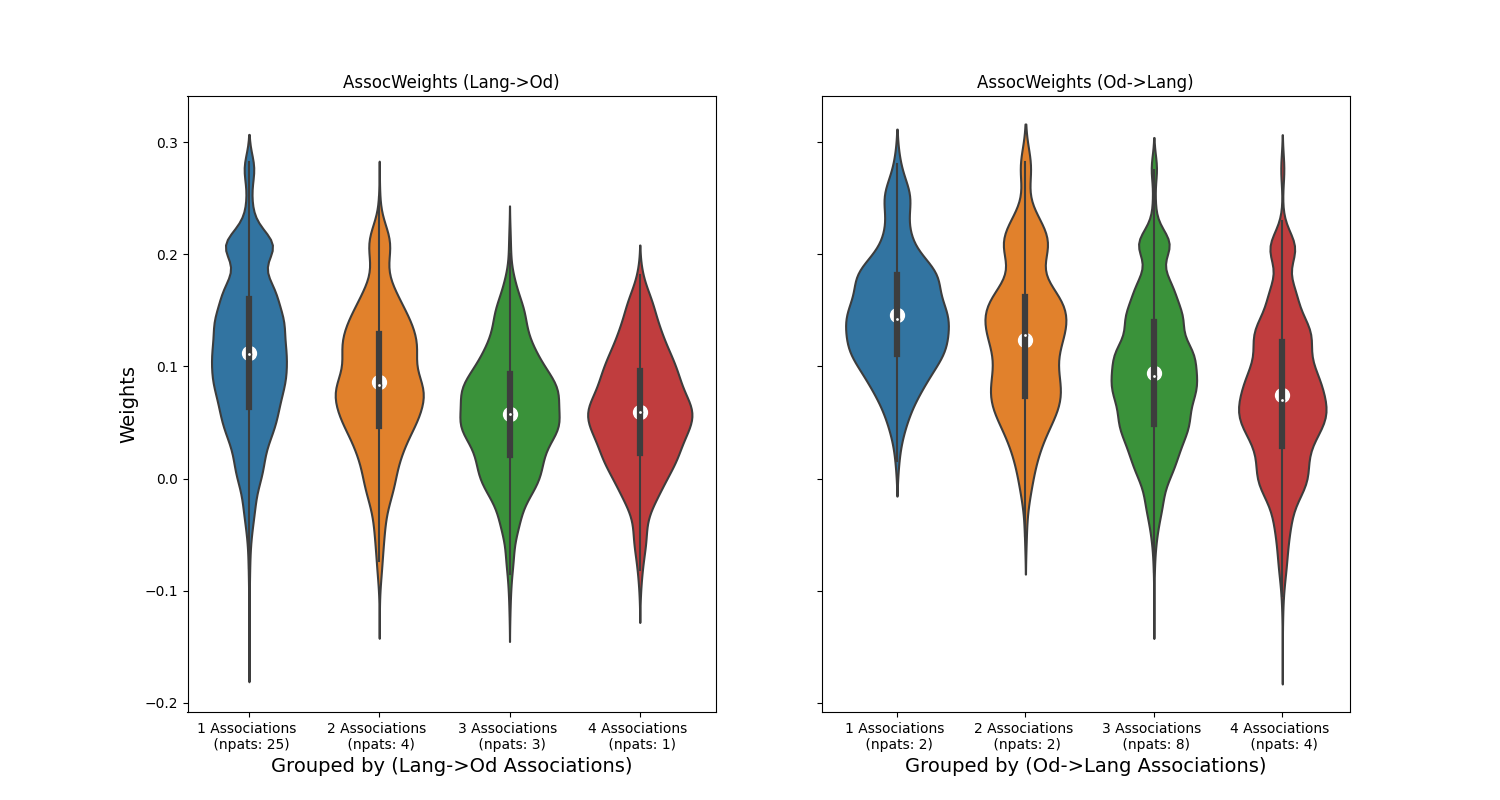 AssocWeights (Lang->Od)
AssocWeights (Od->Lang)
0.3
0.2
0.1
0.0
−0.1
−0.2
Weights
1 Associations
(npats: 25)
2 Associations
(npats: 4)
3 Associations
(npats: 3)
4 Associations
(npats: 1)
Grouped by (Lang->Od Associations)
1 Associations
(npats: 2)
2 Associations
(npats: 2)
3 Associations
(npats: 8)
4 Associations
(npats: 4)
Grouped by (Od->Lang Associations)